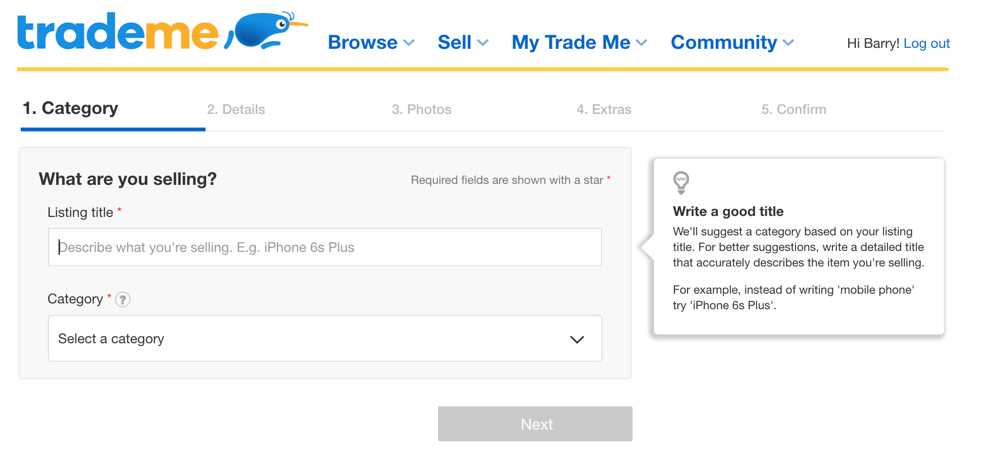 trademe
Browse Sell My Trade Me Community Hi Barry! Log out
1. Category 2. Details 3. Photos 4. Extras 5. Confirm
What are you selling? Required fields are shown with a star *
Listing title *
Describe what you're selling. E.g. iPhone 6s Plus
Category * ?
Select a category
Next
Write a good title
We'll suggest a category based on your listing
title. For better suggestions, write a detailed title
that accurately describes the item you're selling.
For example, instead of writing 'mobile phone'
try 'iPhone 6s Plus'.